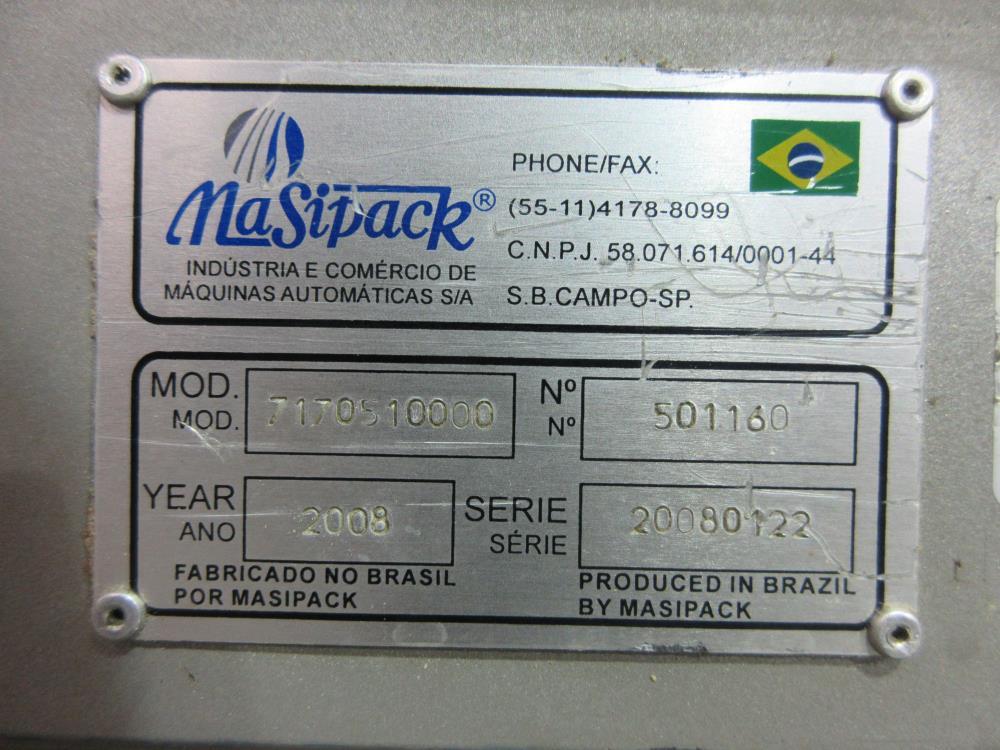 MaSipack®
INDÚSTRIA E COMÉRCIO DE
MÁQUINAS AUTOMÁTICAS S/A
PHONE/FAX:
(55-11)4178-8099
C.N.P.J. 58.071.614/0001-44
S.B.CAMPO-SP.
MOD.
MOD.
7170510000
Nº
Nº
501160
YEAR
ANO
2008
SERIE
SÉRIE
20080122
FABRICADO NO BRASIL
POR MASIPACK
PRODUCED IN BRAZIL
BY MASIPACK